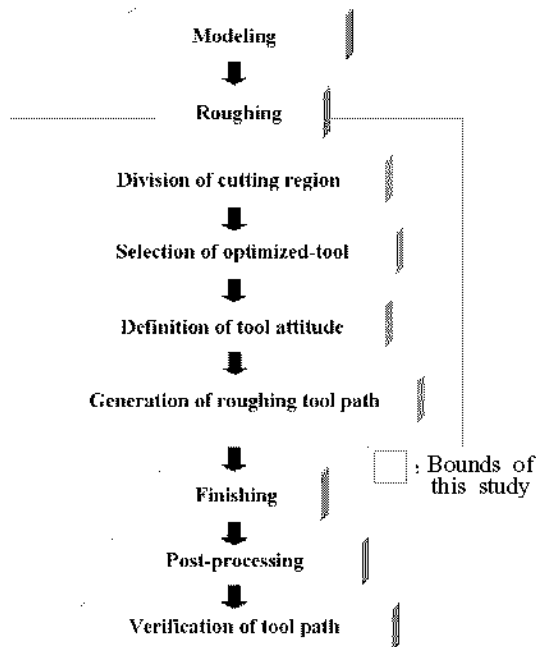 Modeling
Roughing
Division of cutting region
Selection of optimized-tool
Definition of tool attitude
Generation of roughing tool path
: Bounds of
this study
Finishing
Post-processing
Verification of tool path